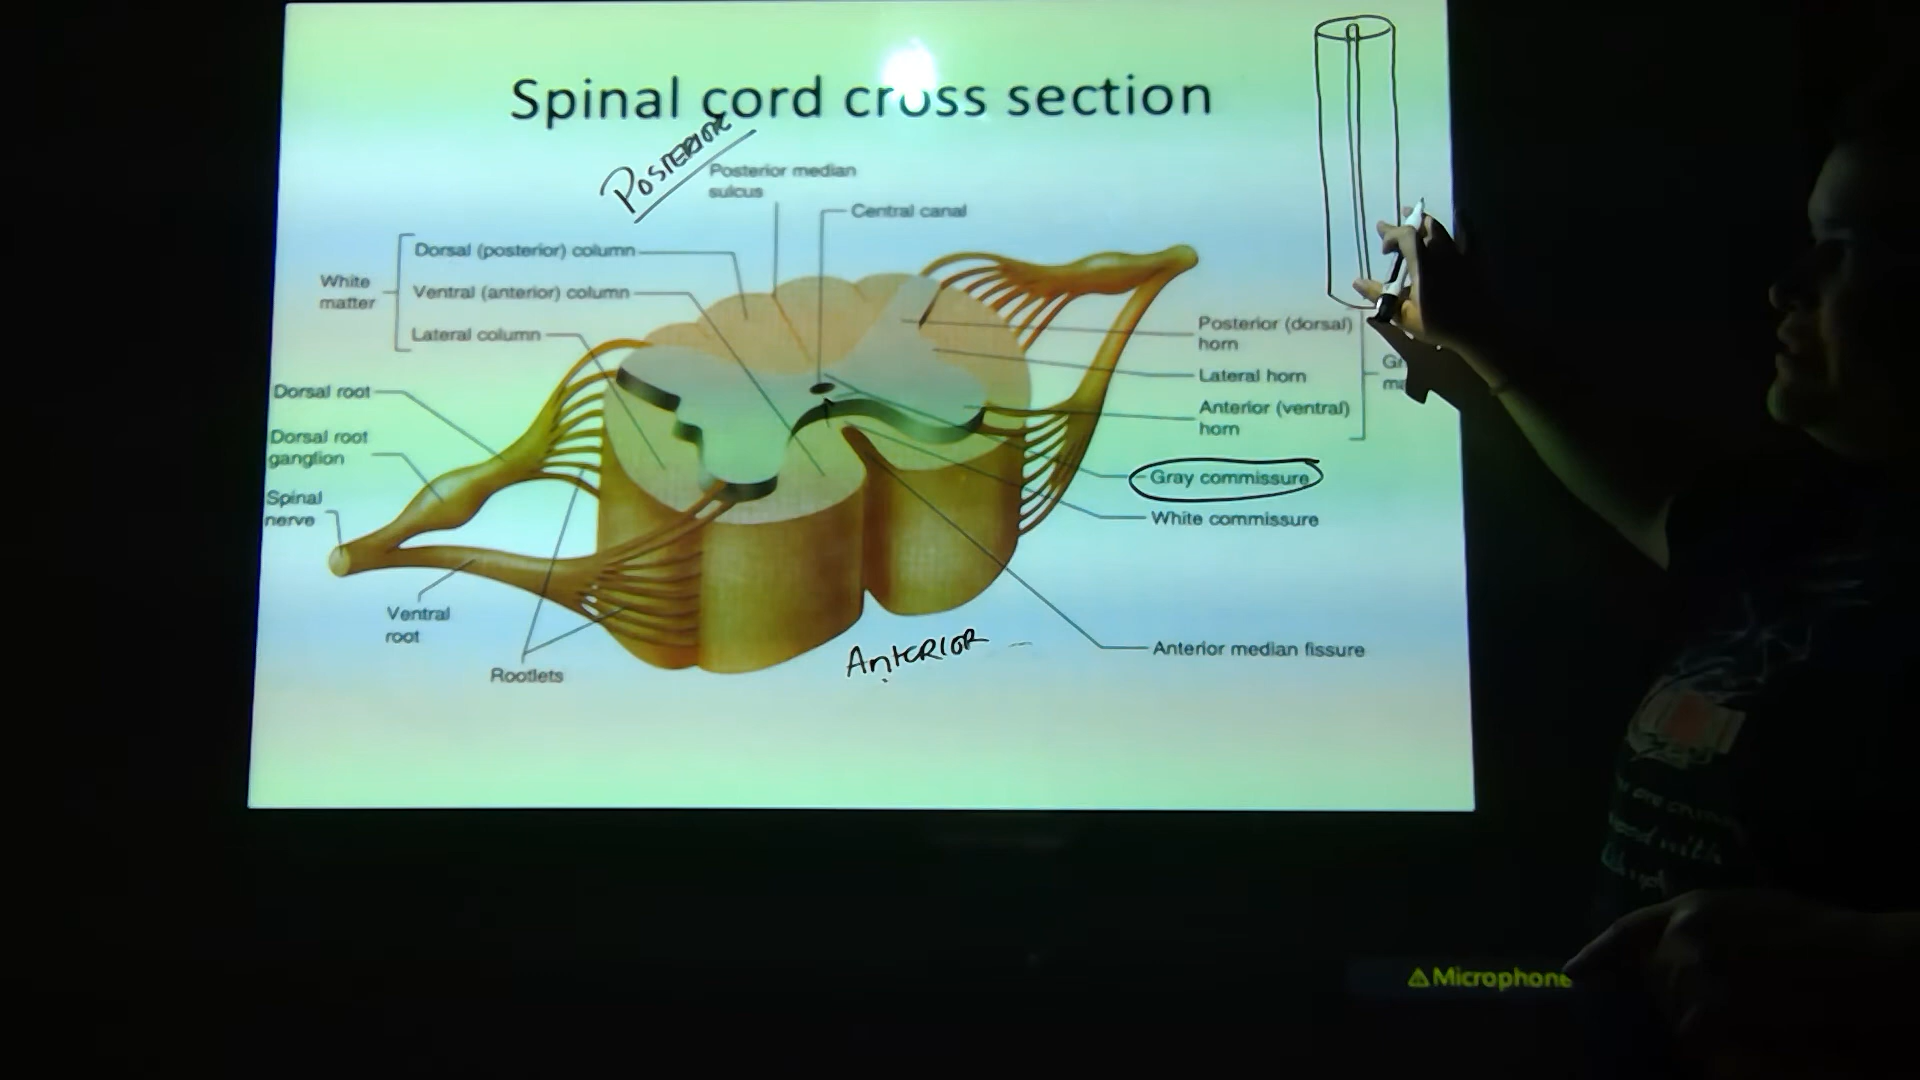 Spinal cord cross section
POSTERIOR
Posterior median
sulcus
Central canal
Dorsal (posterior) column
White
matter
Ventral (anterior) column
Lateral column
Posterior (dorsal)
horn
Lateral horn
Anterior (ventral)
horn
Dorsal root
Dorsal root
ganglion
Gray commissure
Spinal
nerve
White commissure
Ventral
root
ANTERIOR
Anterior median fissure
Rootlets
Microphone